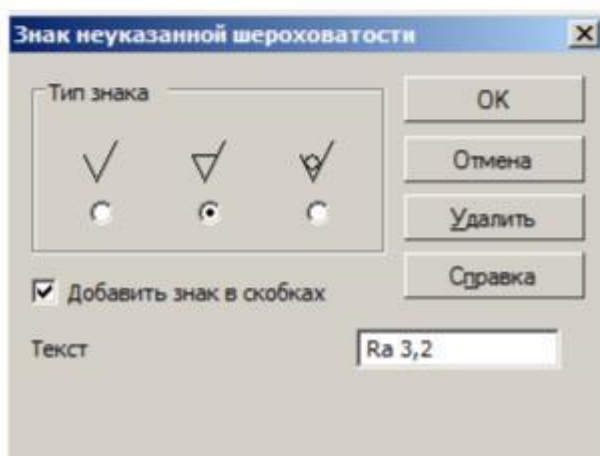 Знак неуказанной шероховатости
Тип знака
OK
Отмена
Удалить
Справка
Добавить знак в скобках
Текст
Ra 3,2